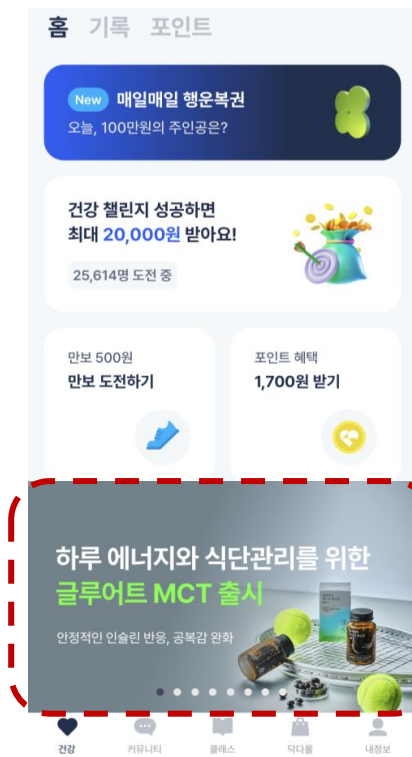 홈 기록 포인트
New 매일매일 행운복권
오늘, 100만원의 주인공은?
건강 챌린지 성공하면
최대 20,000원 받아요!
25,614명 도전 중
만보 500원
만보 도전하기
포인트 혜택
1,700원 받기
하루 에너지와 식단관리를 위한
글루어트 MCT 출시
안정적인 인슐린 반응, 공복감 완화
건강 커뮤니티 클래스 닥다몰 내정보